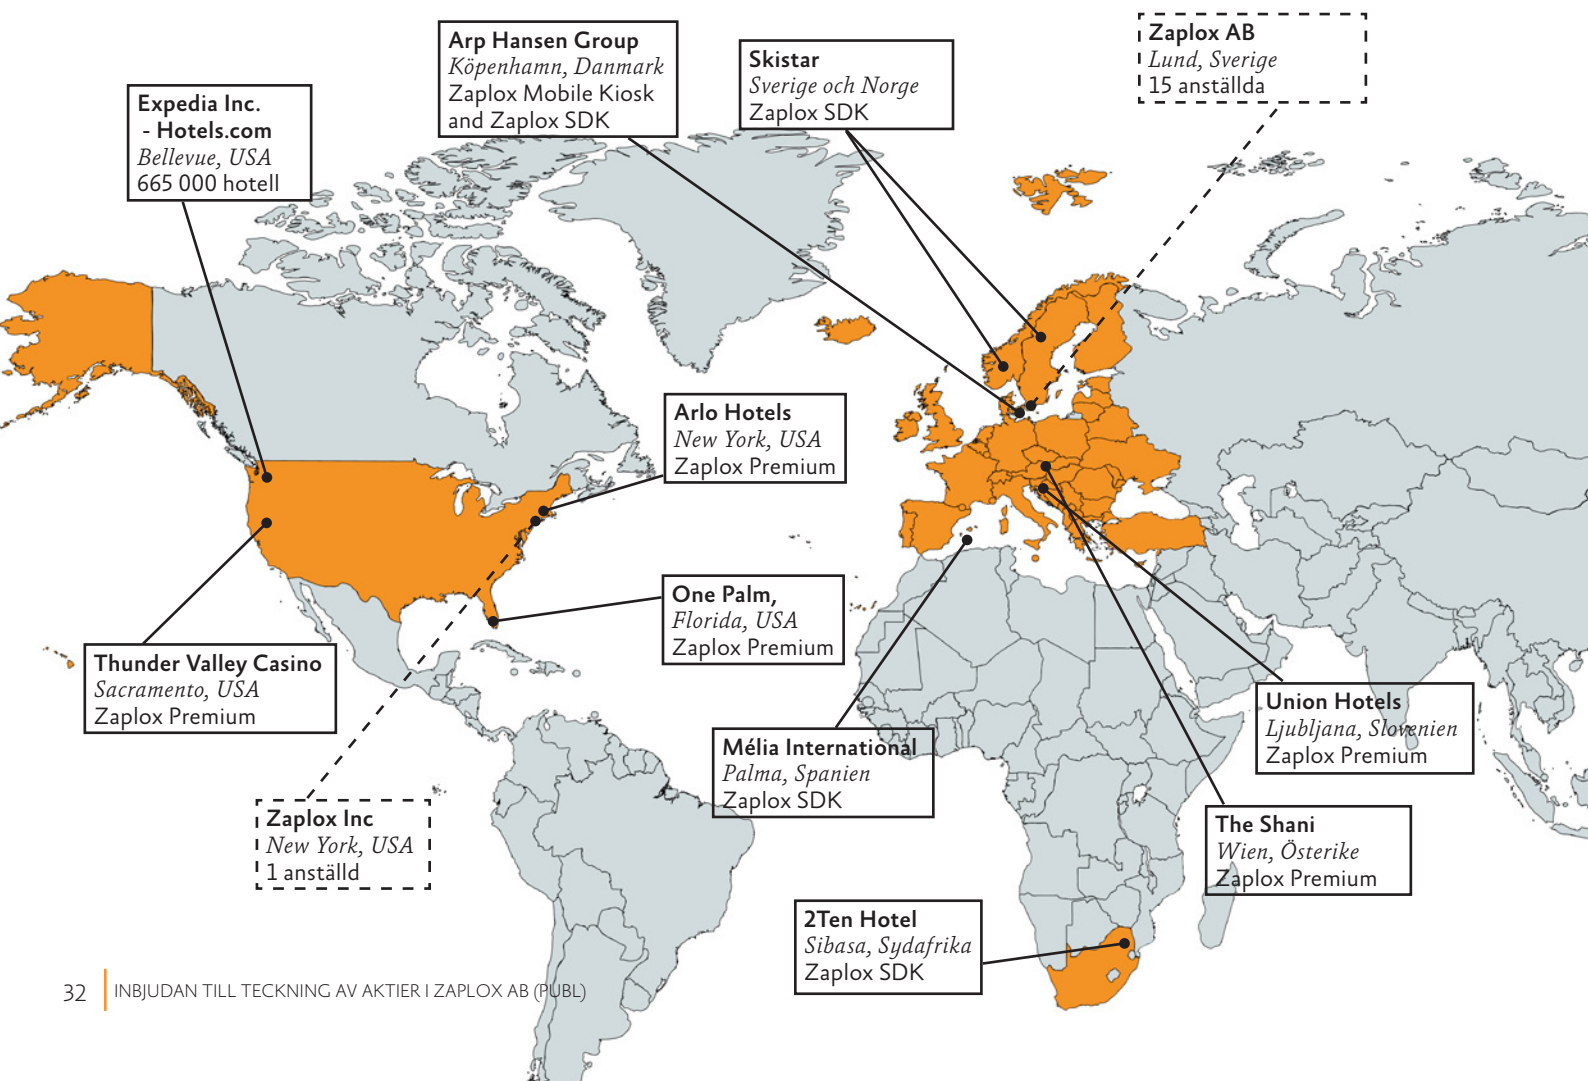 Zaplox AB
Lund, Sverige
15 anställda
Arp Hansen Group
Köpenhamn, Danmark
Zaplox Mobile Kiosk
and Zaplox SDK
Skistar
Sverige och Norge
Zaplox SDK
Expedia Inc.
- Hotels.com
Bellevue, USA
665 000 hotell
Arlo Hotels
New York, USA
Zaplox Premium
One Palm,
Florida, USA
Zaplox Premium
Thunder Valley Casino
Sacramento, USA
Zaplox Premium
Union Hotels
Ljubljana, Slovenien
Zaplox Premium
Mélia International
Palma, Spanien
Zaplox SDK
Zaplox Inc
New York, USA
1 anställd
The Shani
Wien, Österike
Zaplox Premium
2Ten Hotel
Sibasa, Sydafrika
Zaplox SDK
32 INBJUDAN TILL TECKNING AV AKTIER I ZAPLOX AB (PUBL)